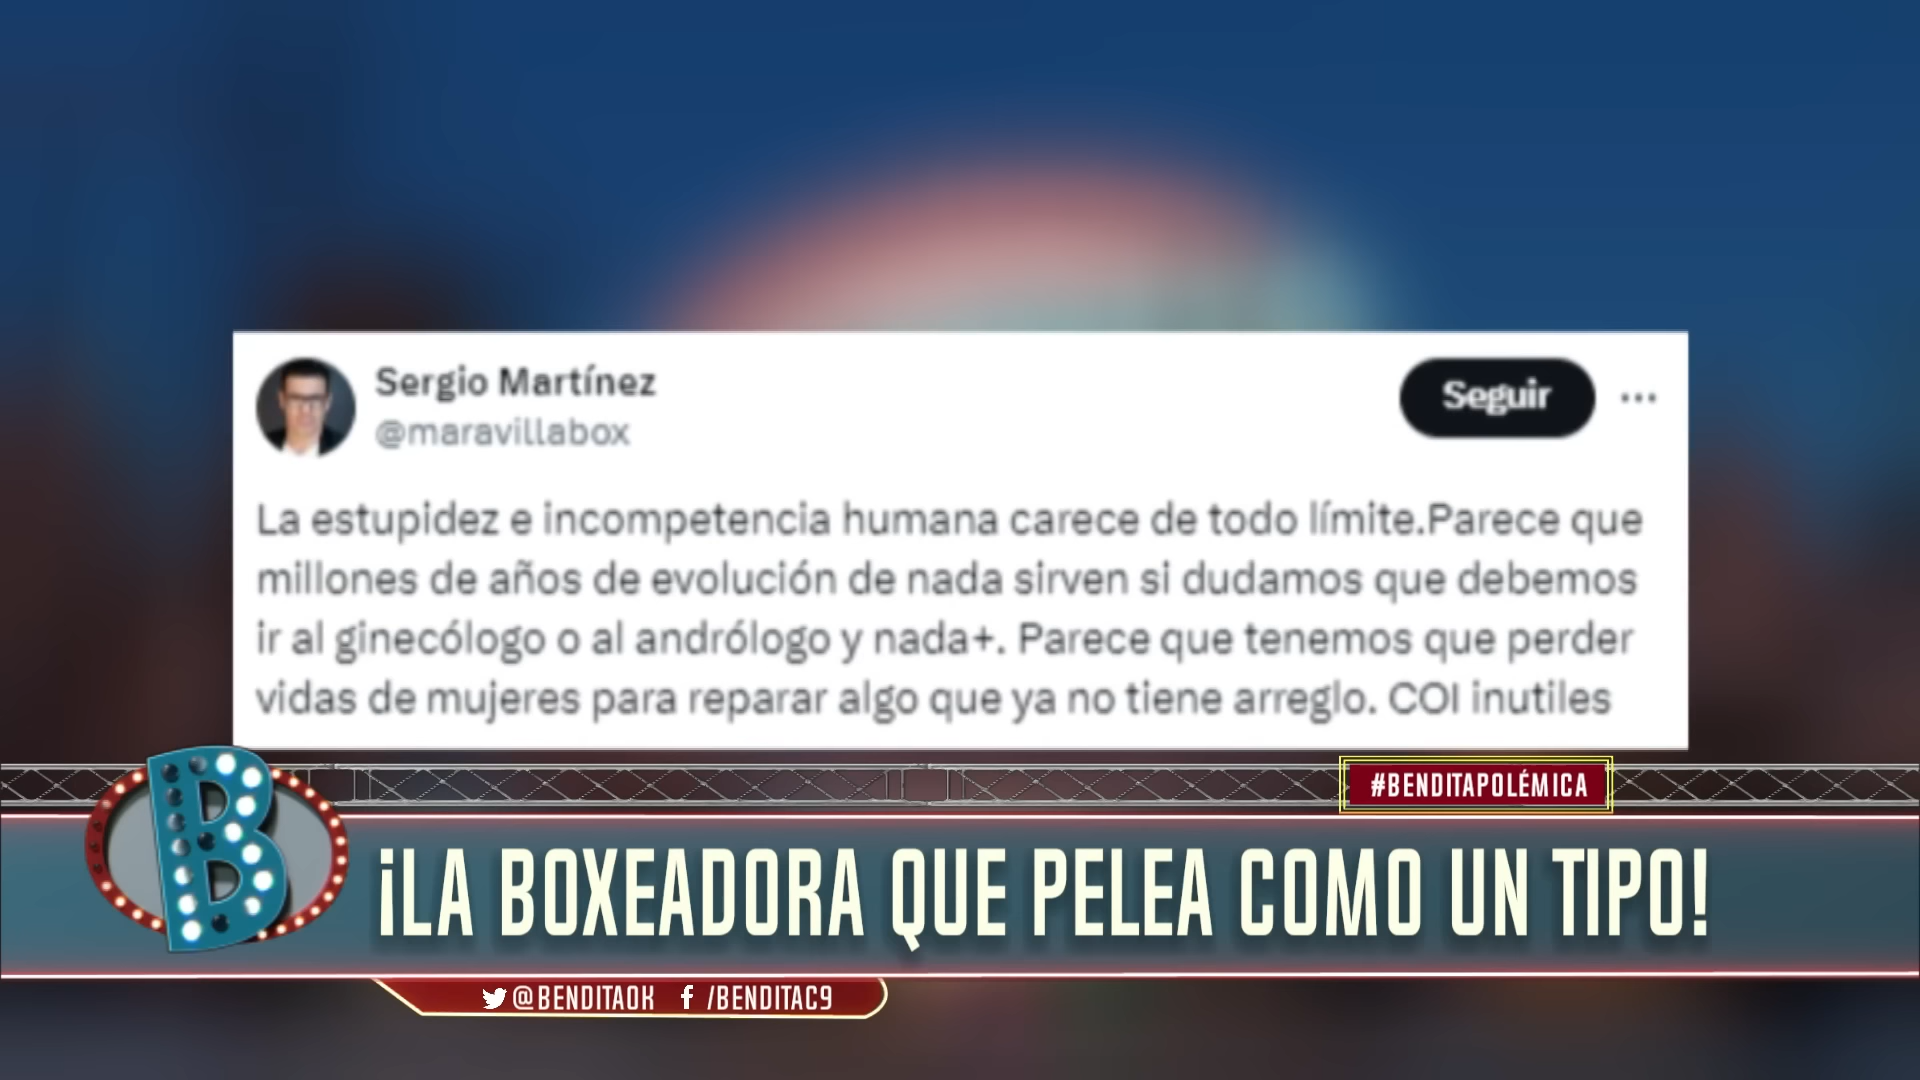 Sergio Martínez
@maravillabox
Seguir
La estupidez e incompetencia humana carece de todo límite.Parece que
millones de años de evolución de nada sirven si dudamos que debemos
ir al ginecólogo o al andrólogo y nada+. Parece que tenemos que perder
vidas de mujeres para reparar algo que ya no tiene arreglo. COI inutiles
#BENDITAPOLÉMICA
B
¡LA BOXEADORA QUE PELEA COMO UN TIPO!
@BENDITAOK f /BENDITAC9